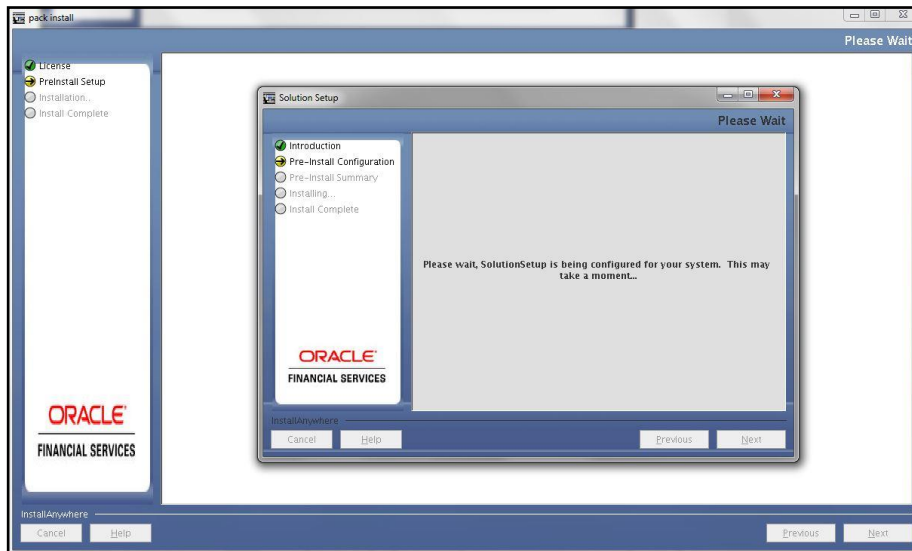 pack install
Please Wait
License
PreInstall Setup
Installation..
Install Complete
ORACLE
FINANCIAL SERVICES
InstallAnywhere
Cancel
Help
Previous
Next
Solution Setup
Please Wait
Introduction
Pre-Install Configuration
Pre-Install Summary
Installing...
Install Complete
Please wait, SolutionSetup is being configured for your system. This may
take a moment...
ORACLE
FINANCIAL SERVICES
InstallAnywhere
Cancel
Help
Previous
Next